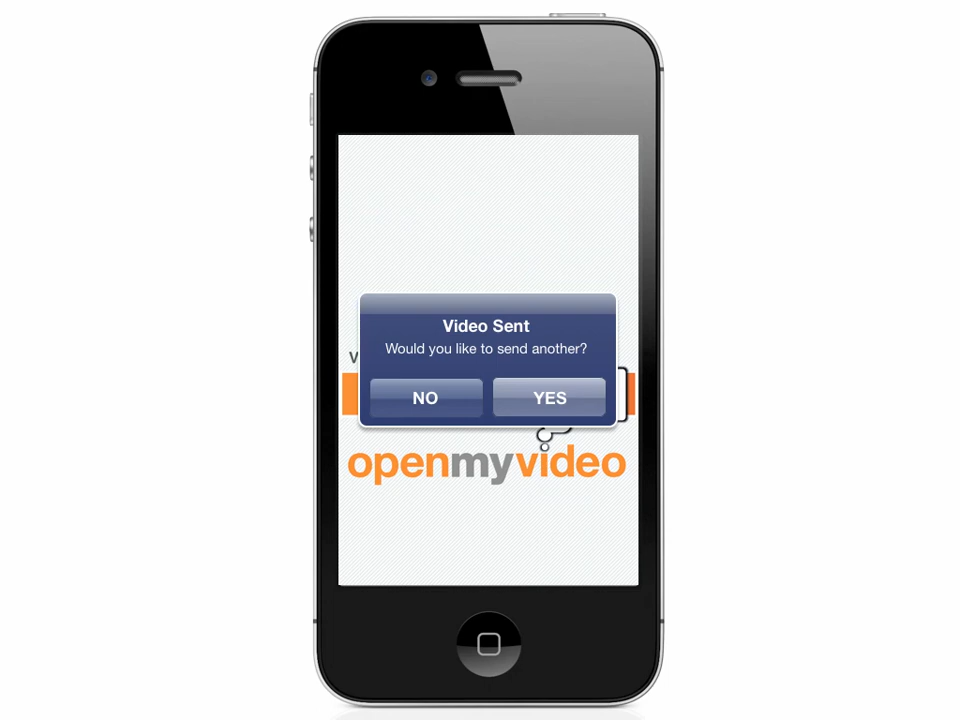 Video Sent
Would you like to send another?
V
NO
YES
openmyvideo